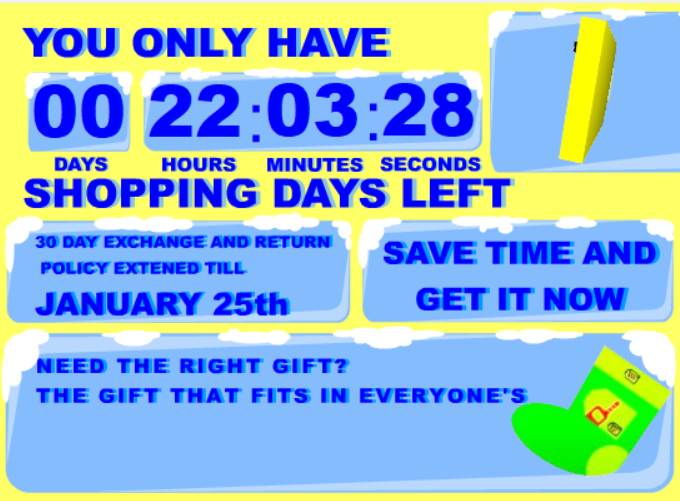 YOU ONLY HAVE
00 22:03:28
DAYS HOURS MINUTES SECONDS
SHOPPING DAYS LEFT
30 DAY EXCHANGE AND RETURN
POLICY EXTENED TILL
JANUARY 25th
SAVE TIME AND
GET IT NOW
NEED THE RIGHT GIFT?
THE GIFT THAT FITS IN EVERYONE'S